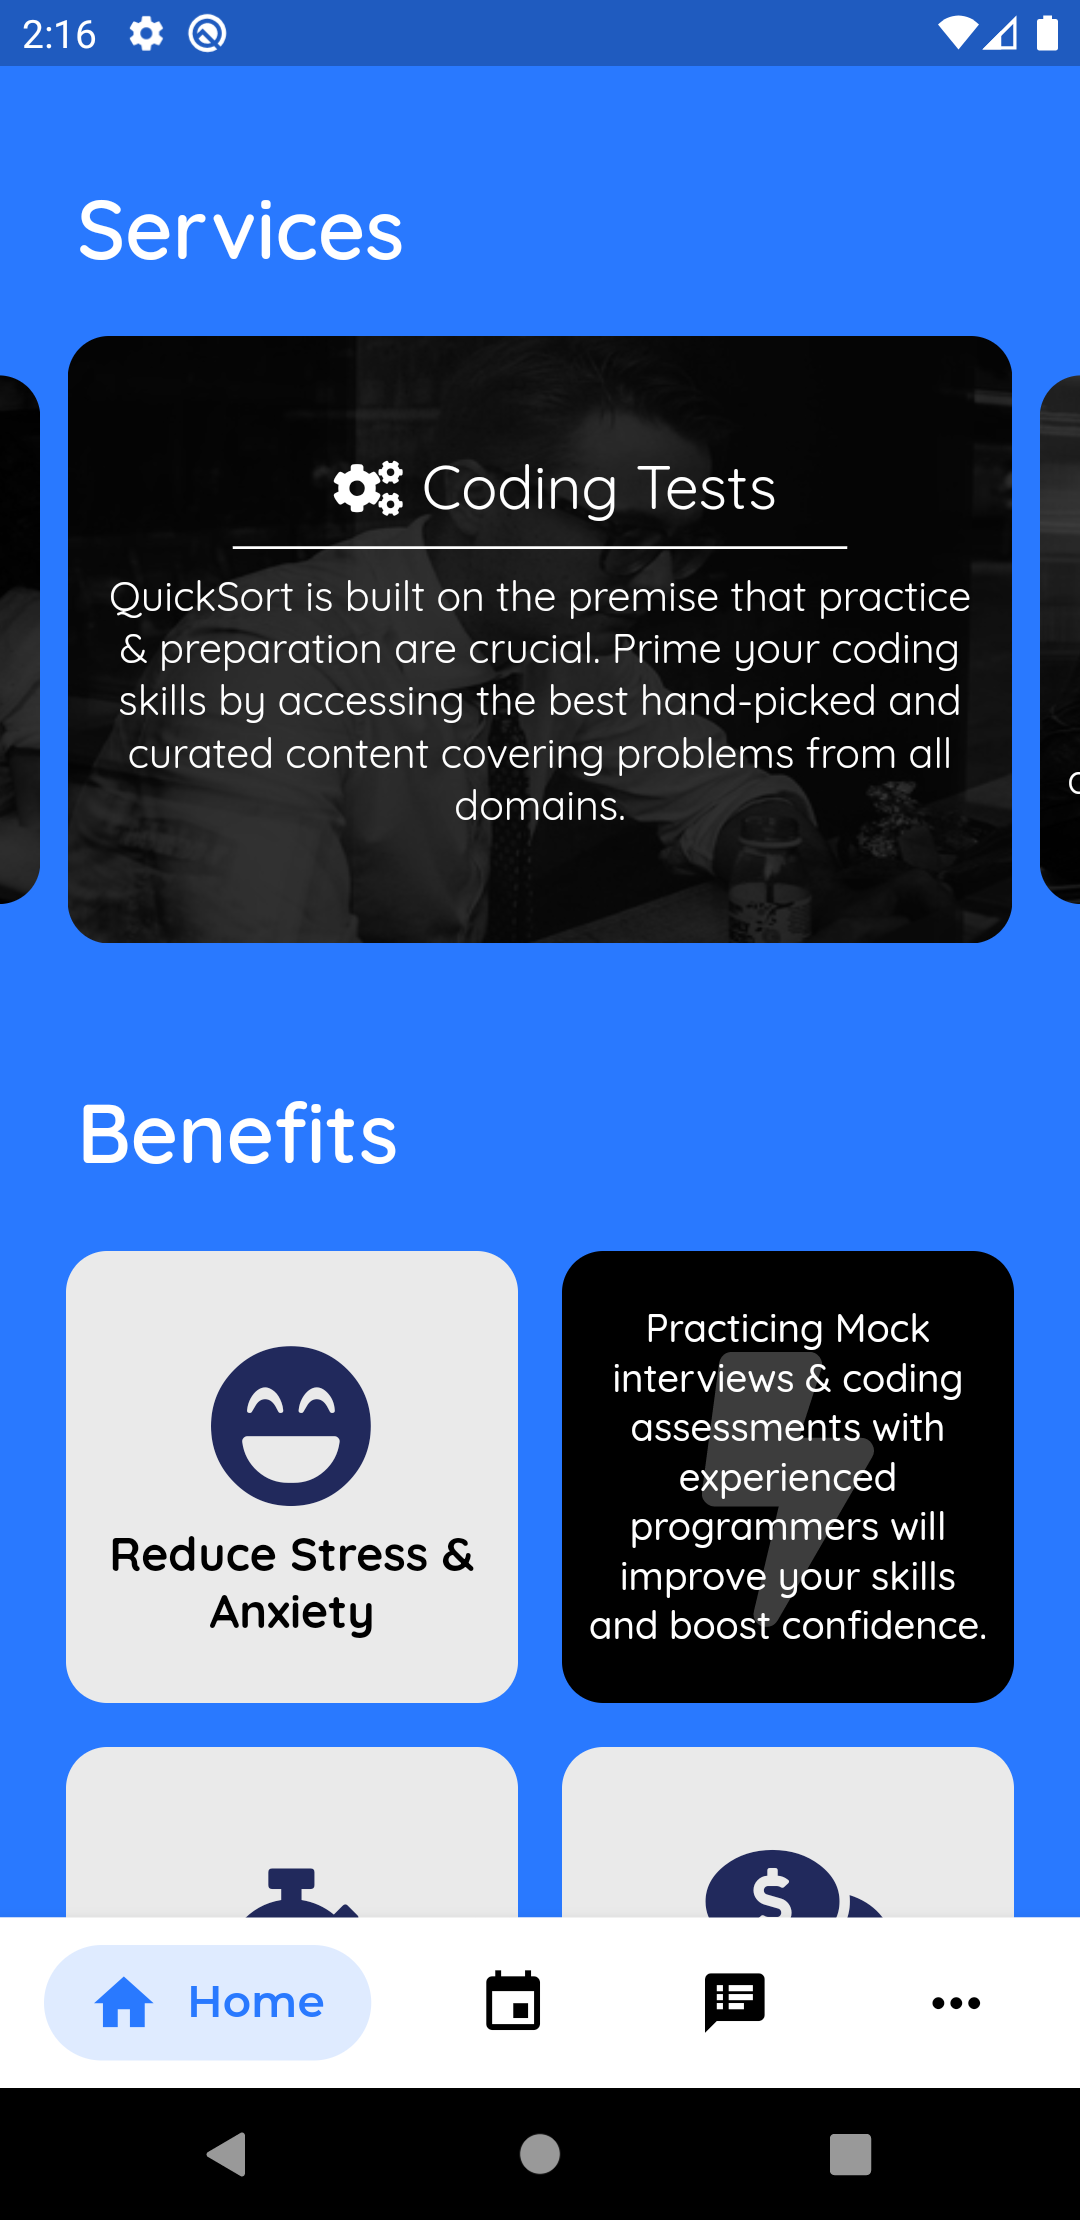 2:16
Services
Coding Tests
QuickSort is built on the premise that practice
& preparation are crucial. Prime your coding
skills by accessing the best hand-picked and
curated content covering problems from all
domains.
Benefits
Reduce Stress &
Anxiety
Practicing Mock
interviews & coding
assessments with
experienced
programmers will
improve your skills
and boost confidence.
Home